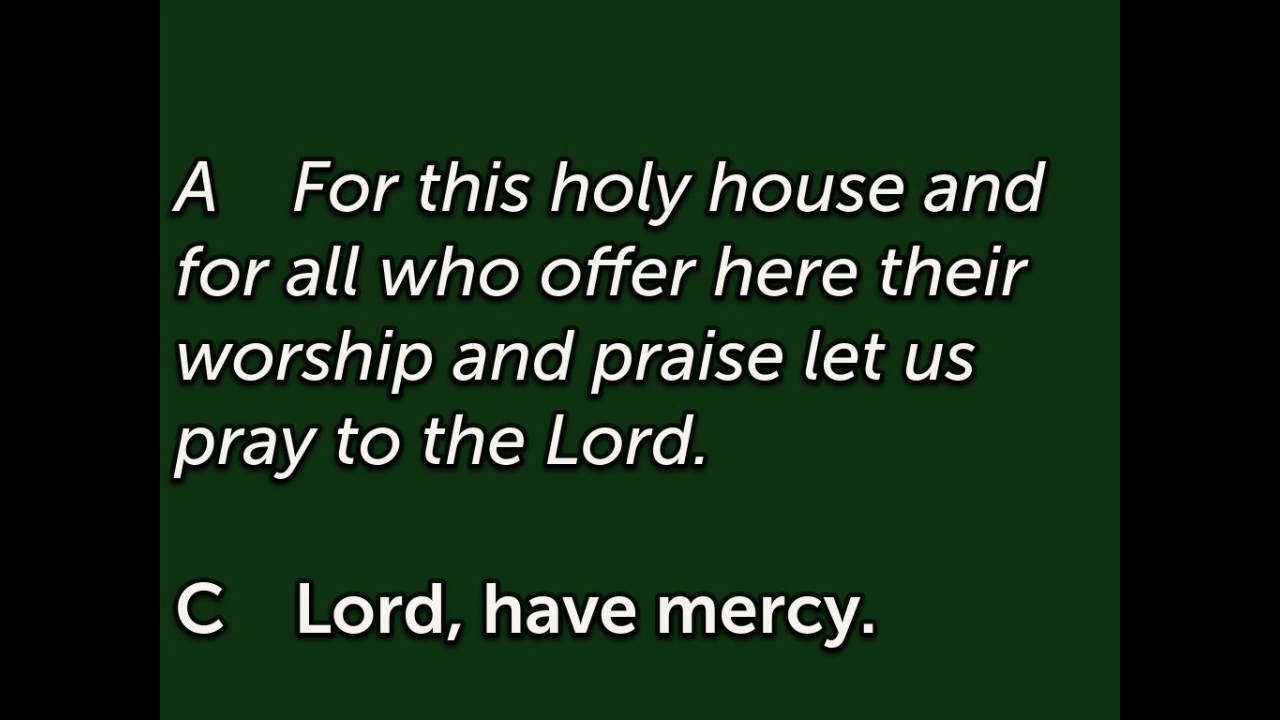 A For this holy house and
for all who offer here their
worship and praise let us
pray to the Lord.
C Lord, have mercy.